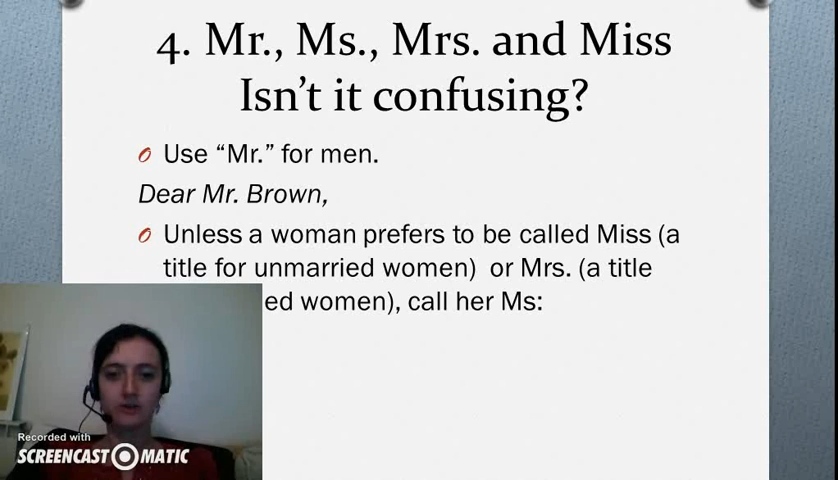 4. Mr., Ms., Mrs. and Miss
Isn't it confusing?
Use “Mr.” for men.
Dear Mr. Brown,
Unless a woman prefers to be called Miss (a
title for unmarried women) or Mrs. (a title
ed women), call her Ms:
Recorded with
SCREENCAST O MATIC